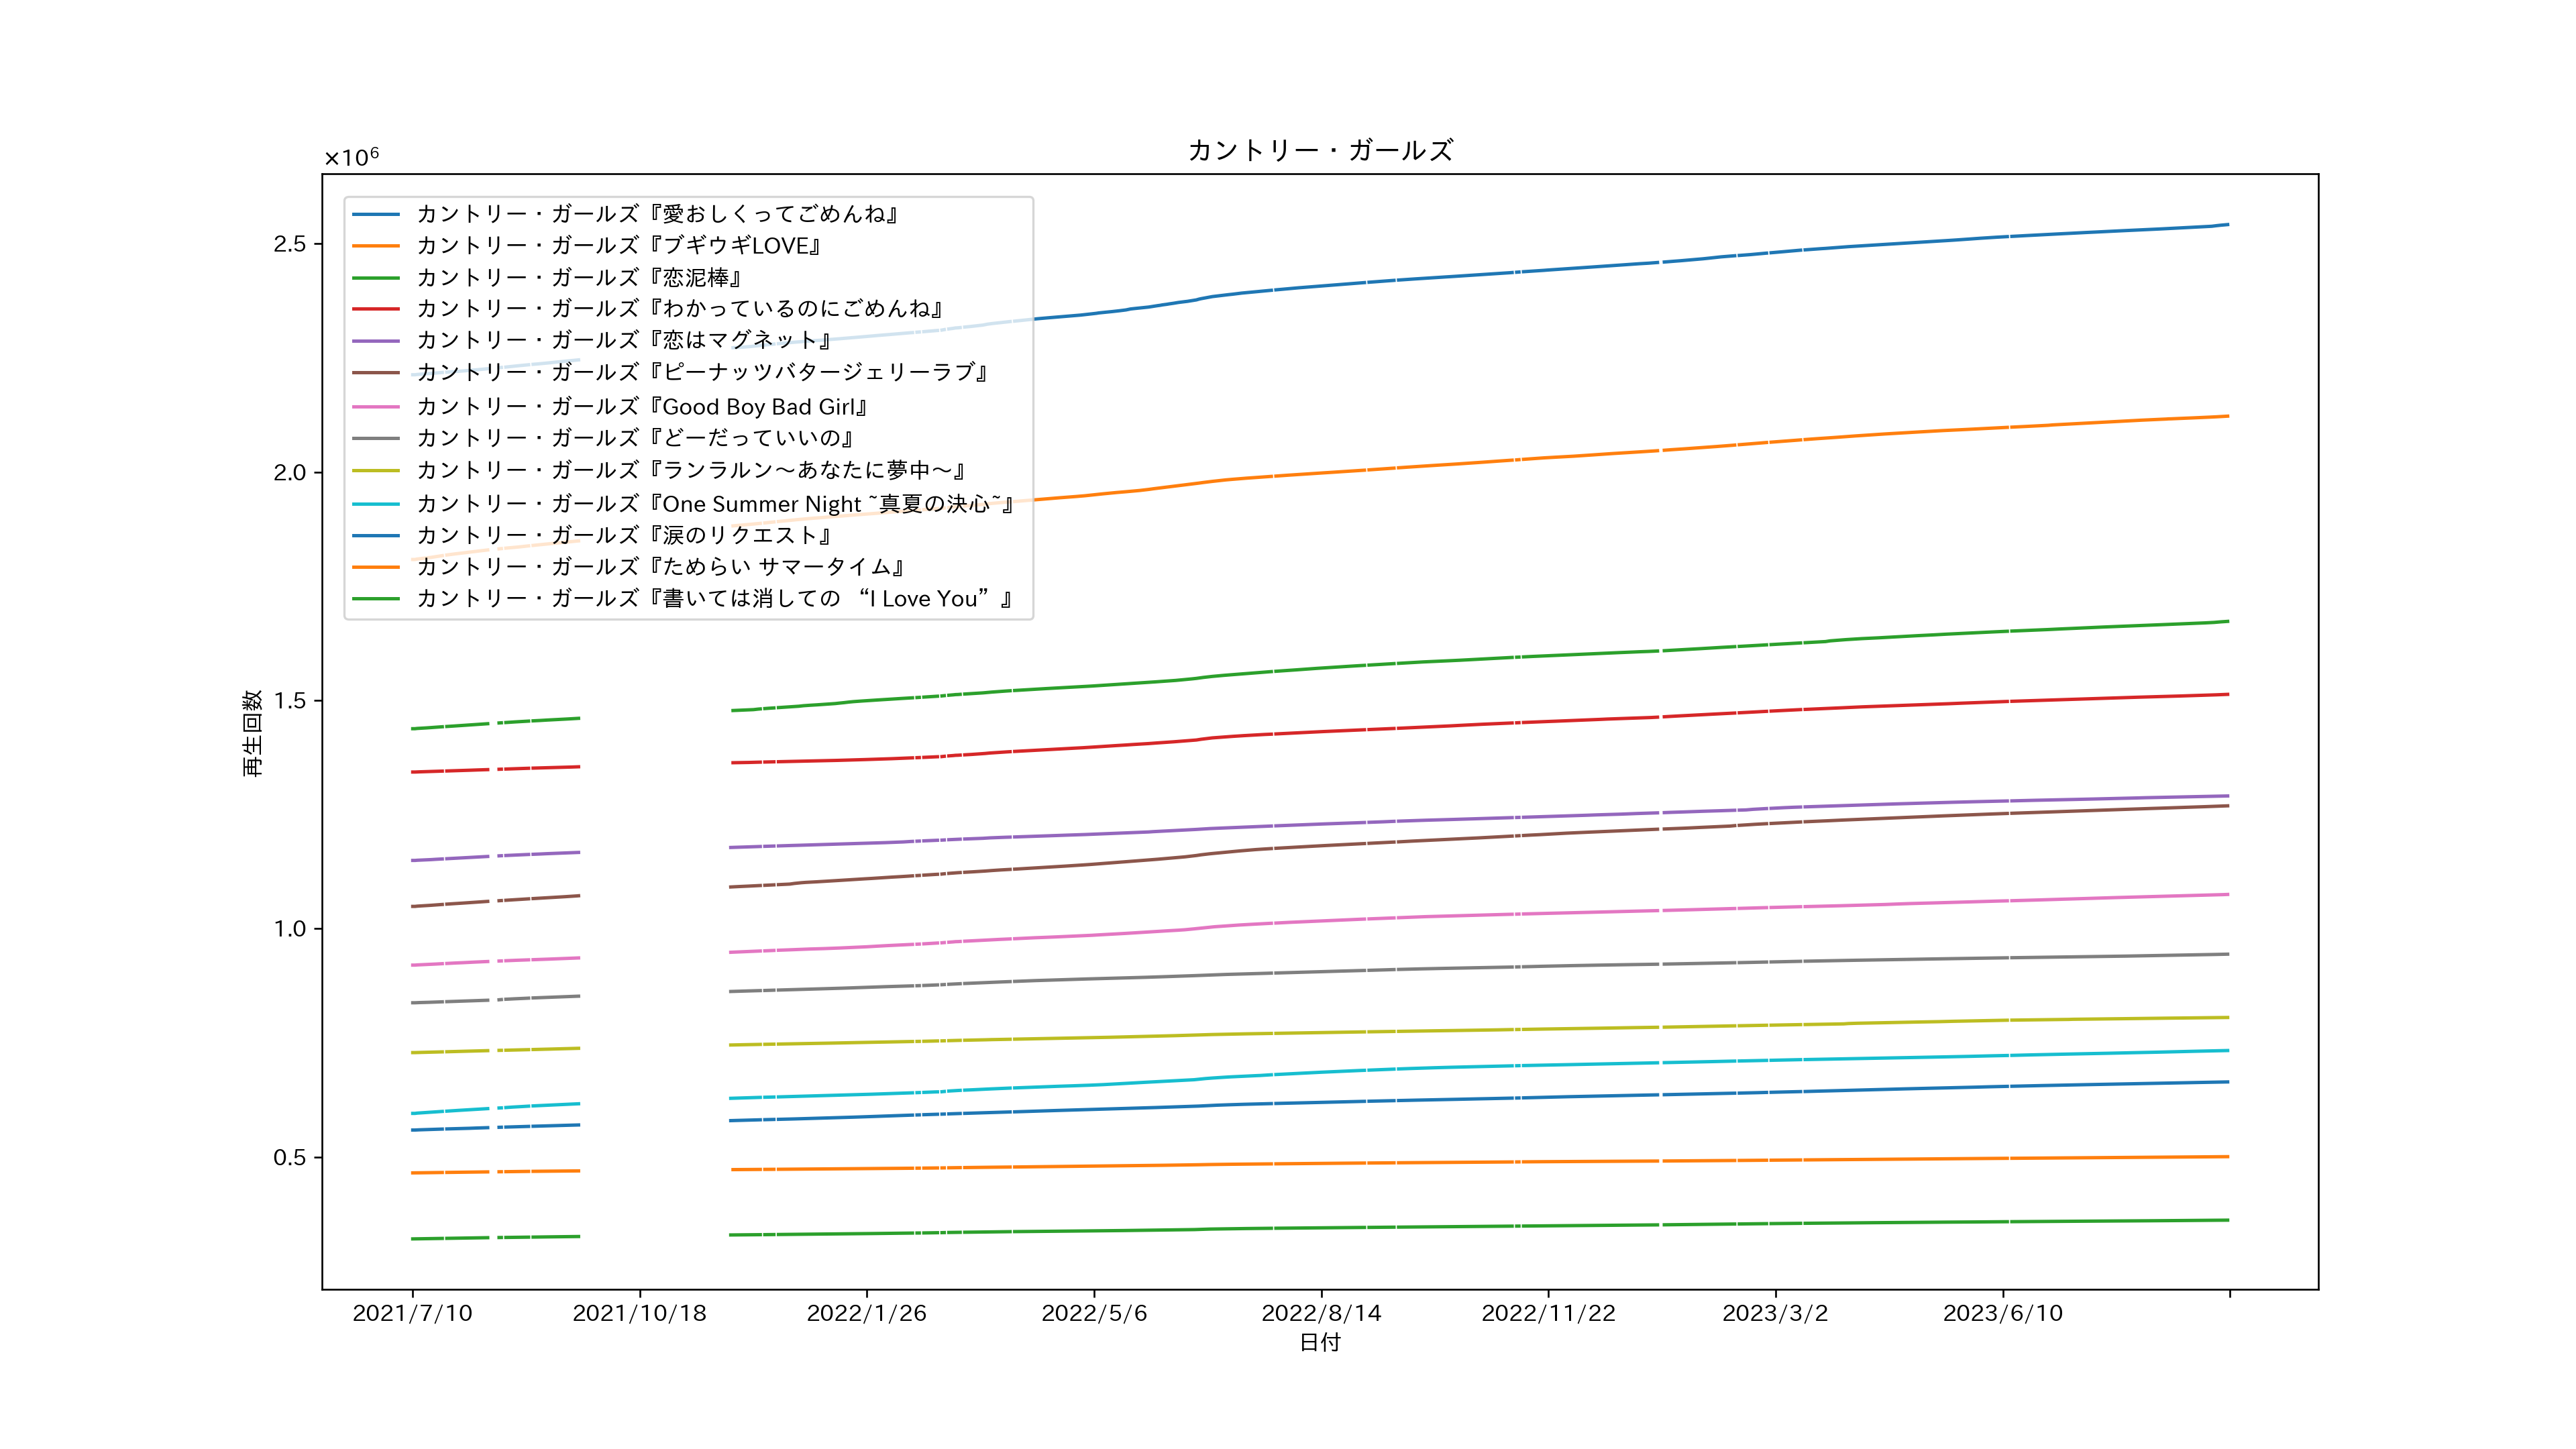 カントリー・ガールズ
×10⁶
カントリー・ガールズ『愛おしくってごめんね』
カントリー・ガールズ『ブギウギLOVE』
カントリー・ガールズ『恋泥棒』
カントリー・ガールズ『わかっているのにごめんね』
カントリー・ガールズ『恋はマグネット』
カントリー・ガールズ『ピーナッツバタージェリーラブ』
カントリー・ガールズ『Good Boy Bad Girl』
カントリー・ガールズ『どーだっていいの』
カントリー・ガールズ『ランラルン～あなたに夢中～』
カントリー・ガールズ『One Summer Night ~真夏の決心~』
カントリー・ガールズ『涙のリクエスト』
カントリー・ガールズ『ためらい サマータイム』
カントリー・ガールズ『書いては消しての “I Love You” 』
2.5
2.0
1.5
1.0
0.5
再生回数
2021/7/10
2021/10/18
2022/1/26
2022/5/6
2022/8/14
2022/11/22
2023/3/2
2023/6/10
日付